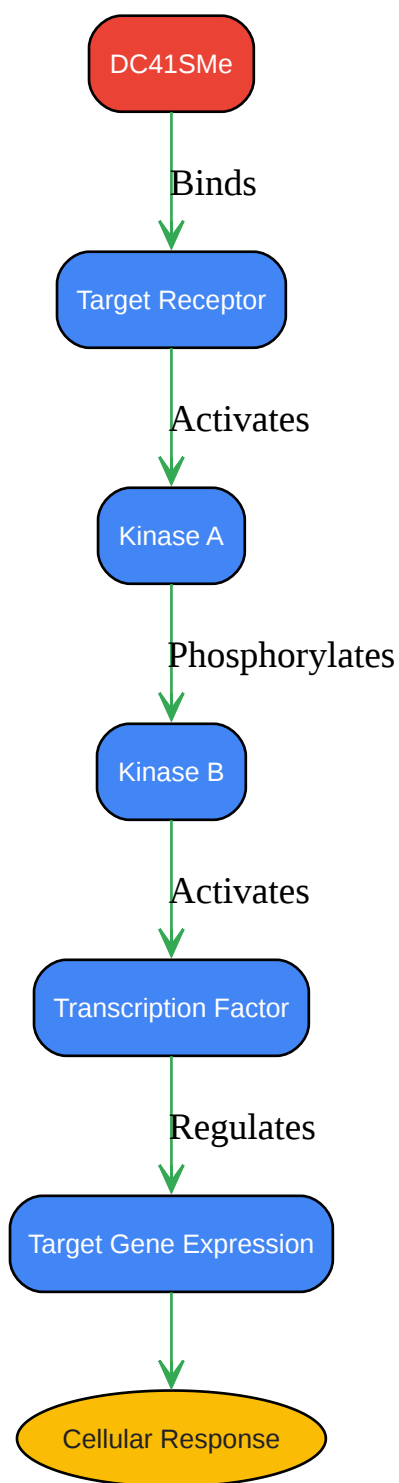 DC41SMe
Binds
Target Receptor
Activates
Kinase A
Phosphorylates
Kinase B
Activates
Transcription Factor
Regulates
Target Gene Expression
Cellular Response